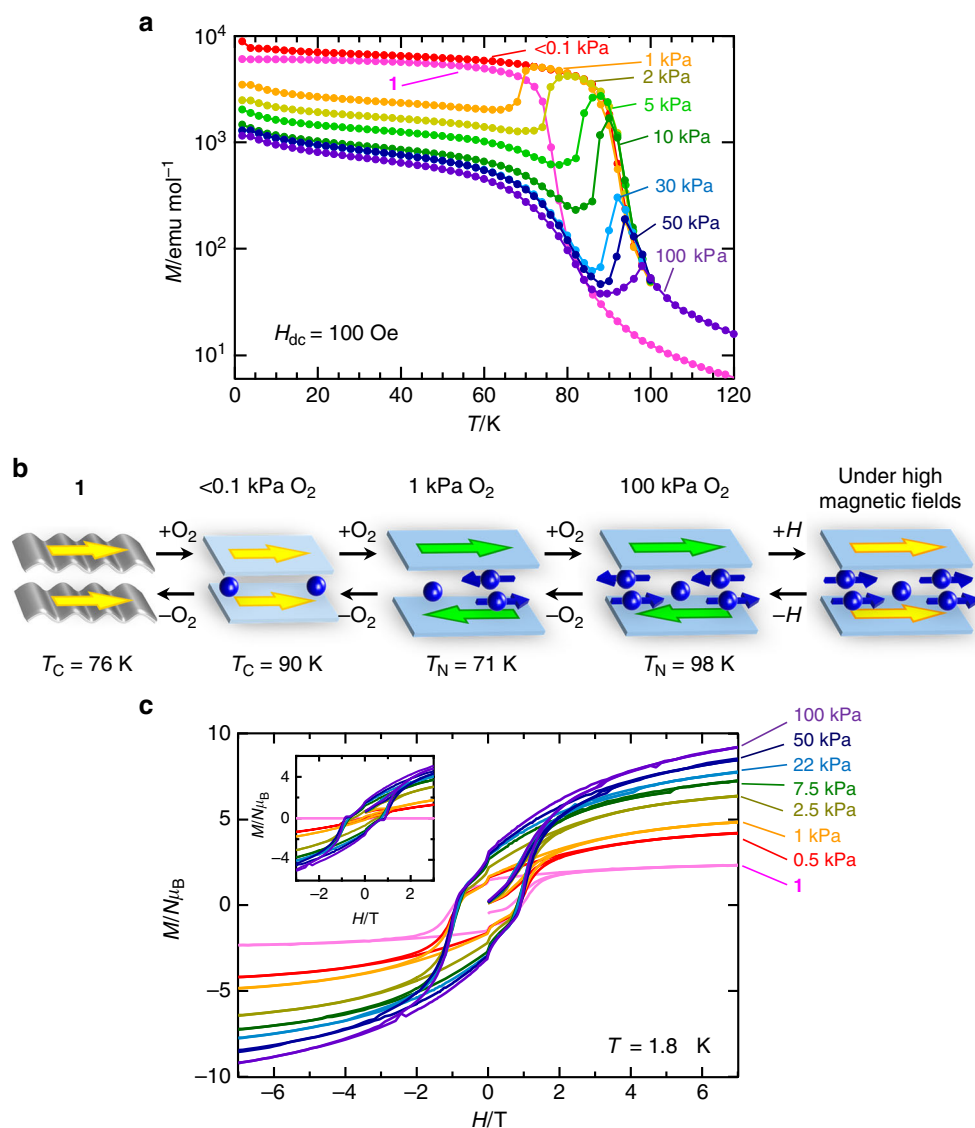 a
10⁴
10³
10²
10¹
M/emu mol⁻¹
<0.1 kPa
1 kPa
2 kPa
5 kPa
10 kPa
30 kPa
50 kPa
100 kPa
1
H_dc = 100 Oe
0 20 40 60 80 100 120
T/K
b
1
<0.1 kPa O₂
1 kPa O₂
100 kPa O₂
Under high
magnetic fields
+O₂
+O₂
+O₂
+H
−O₂
−O₂
−O₂
−H
T_C = 76 K
T_C = 90 K
T_N = 71 K
T_N = 98 K
c
10
5
0
−5
−10
M/Nμ_B
4
0
−4
M/Nμ_B
−2 0 2
H/T
100 kPa
50 kPa
22 kPa
7.5 kPa
2.5 kPa
1 kPa
0.5 kPa
1
T = 1.8 K
−6 −4 −2 0 2 4 6
H/T